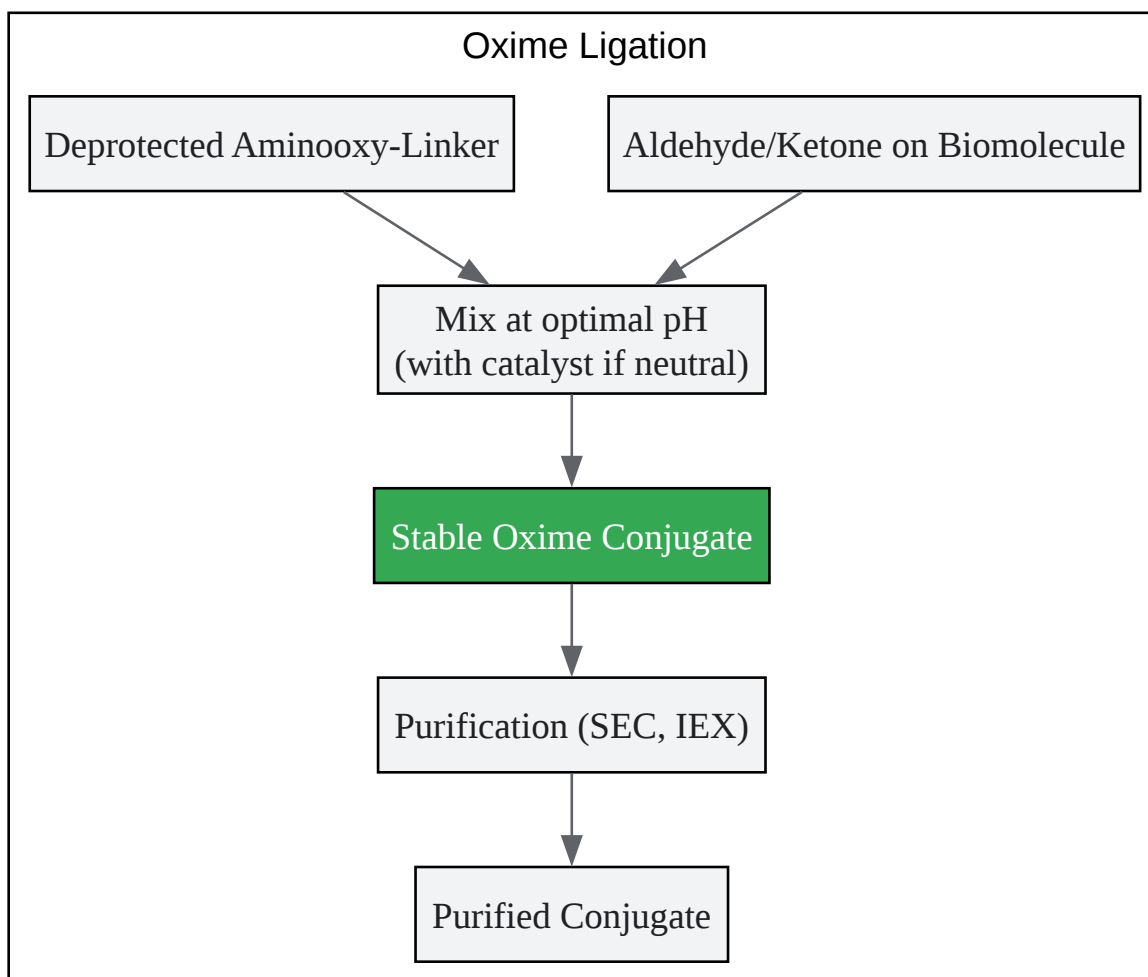 Oxime Ligation
Deprotected Aminooxy-Linker
Aldehyde/Ketone on Biomolecule
Mix at optimal pH
(with catalyst if neutral)
Stable Oxime Conjugate
Purification (SEC, IEX)
Purified Conjugate